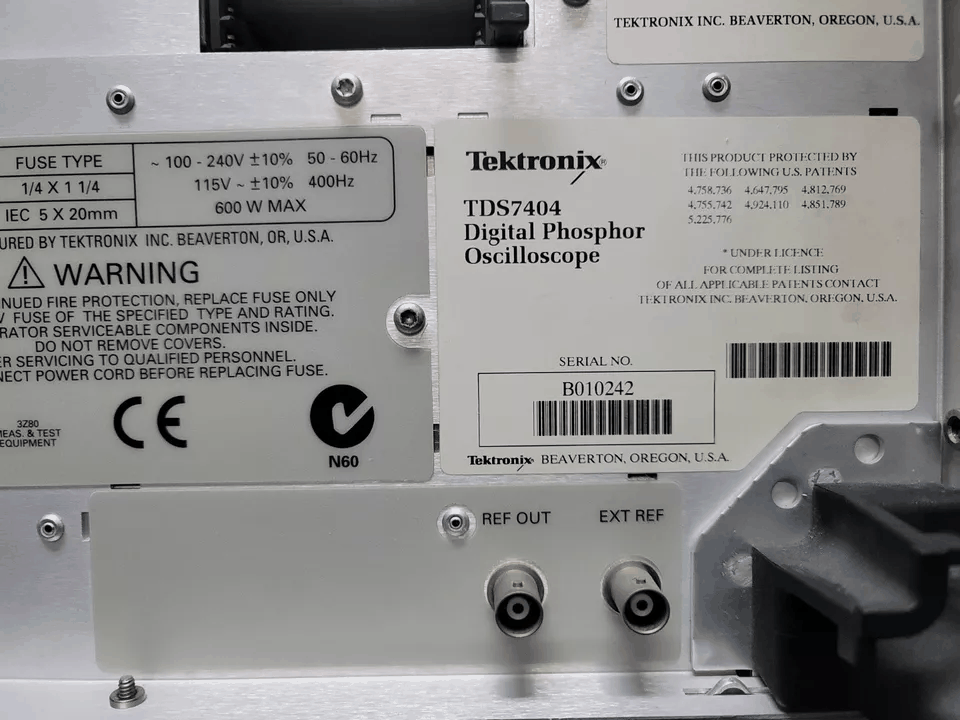 TEKTRONIX INC. BEAVERTON, OREGON, U.S.A.
FUSE TYPE
1/4 X 1 1/4
IEC 5 X 20mm
~ 100 - 240V ±10% 50 - 60Hz
115V ~ ±10% 400Hz
600 W MAX
URED BY TEKTRONIX INC. BEAVERTON, OR, U.S.A.
WARNING
NUED FIRE PROTECTION, REPLACE FUSE ONLY
FUSE OF THE SPECIFIED TYPE AND RATING.
RATOR SERVICEABLE COMPONENTS INSIDE.
DO NOT REMOVE COVERS.
ER SERVICING TO QUALIFIED PERSONNEL.
NECT POWER CORD BEFORE REPLACING FUSE.
3Z80
MEAS. & TEST
EQUIPMENT
CE
N60
Tektronix®
TDS7404
Digital Phosphor
Oscilloscope
THIS PRODUCT PROTECTED BY
THE FOLLOWING U.S. PATENTS
4,758,736 4,647,795 4,812,769
4,755,742 4,924,110 4,851,789
5,225,776
* UNDER LICENCE
FOR COMPLETE LISTING
OF ALL APPLICABLE PATENTS CONTACT
TEKTRONIX INC. BEAVERTON, OREGON, U.S.A.
SERIAL NO.
B010242
Tektronix BEAVERTON, OREGON, U.S.A.
REF OUT
EXT REF